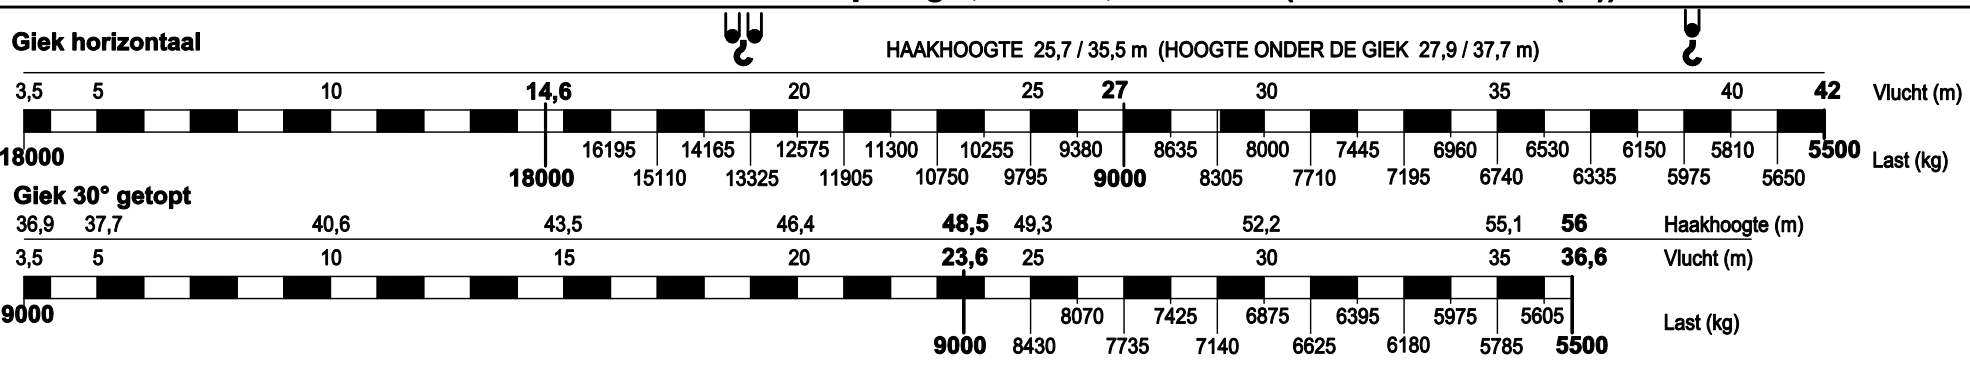 Giek horizontaal
HAAKHOOGTE 25,7 / 35,5 m (HOOGTE ONDER DE GIEK 27,9 / 37,7 m)
3,5 5 10 14,6 20 25 27 30 35 40 42 Vlucht (m)
18000 16195 14165 12575 11300 10255 9380 8635 8000 7445 6960 6530 6150 5810 5500 Last (kg)
18000 15110 13325 11905 10750 9795 9000 8305 7710 7195 6740 6335 5975 5650
Giek 30° getopt
36,9 37,7 40,6 43,5 46,4 48,5 49,3 52,2 55,1 56 Haakhoogte (m)
3,5 5 10 15 20 23,6 25 30 35 36,6 Vlucht (m)
9000 8070 7425 6875 6395 5975 5605 Last (kg)
9000 8430 7735 7140 6625 6180 5785 5500